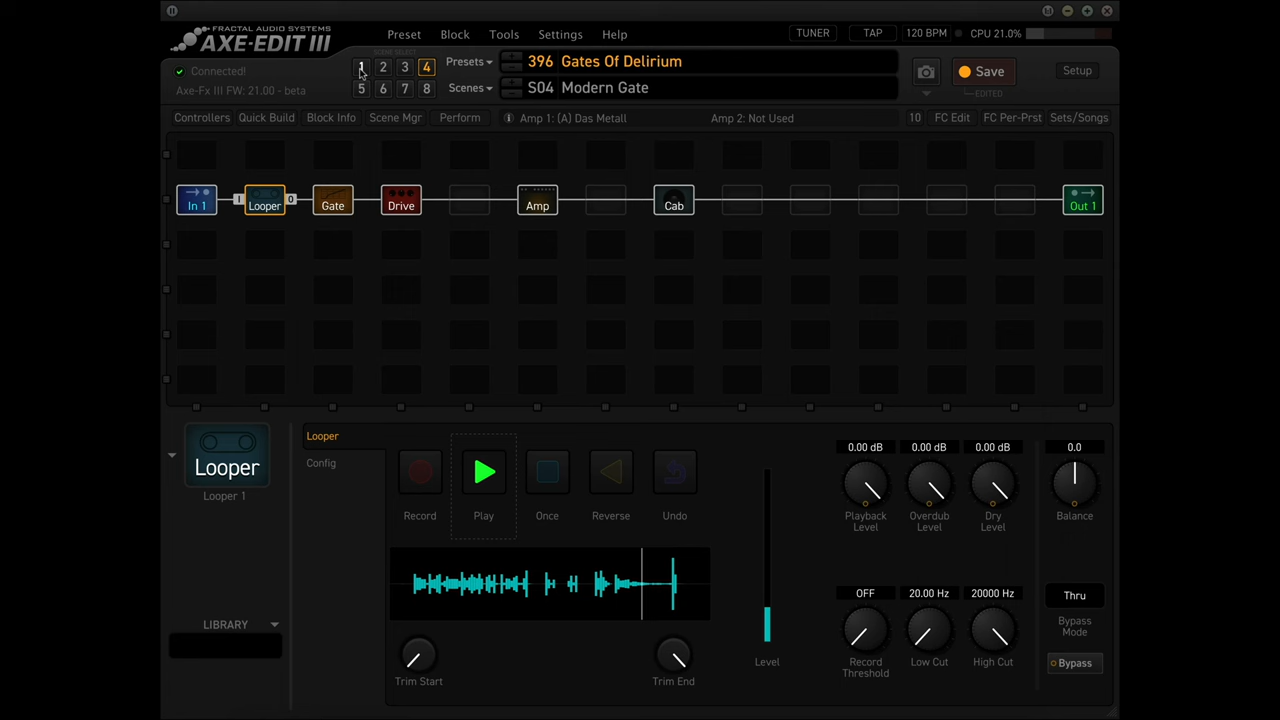 FRACTAL AUDIO SYSTEMS
AXE-EDIT III
Preset Block Tools Settings Help
TUNER TAP 120 BPM CPU 21.0%
Connected!
Axe-Fx III FW: 21.00 - beta
SCENE SELECT
1 2 3 4
5 6 7 8
Presets
396 Gates Of Delirium
Scenes
S04 Modern Gate
Save
EDITED
Setup
Controllers Quick Build Block Info Scene Mgr Perform
Amp 1: (A) Das Metall Amp 2: Not Used
10 FC Edit FC Per-Prst Sets/Songs
In 1 I Looper O Gate Drive Amp Cab Out 1
Looper
Looper 1
LIBRARY
Looper
Config
Record Play Once Reverse Undo
Trim Start Trim End
Level
0.00 dB 0.00 dB 0.00 dB 0.0
Playback Level Overdub Level Dry Level Balance
OFF 20.00 Hz 20000 Hz Thru
Record Threshold Low Cut High Cut
Bypass Mode
Bypass